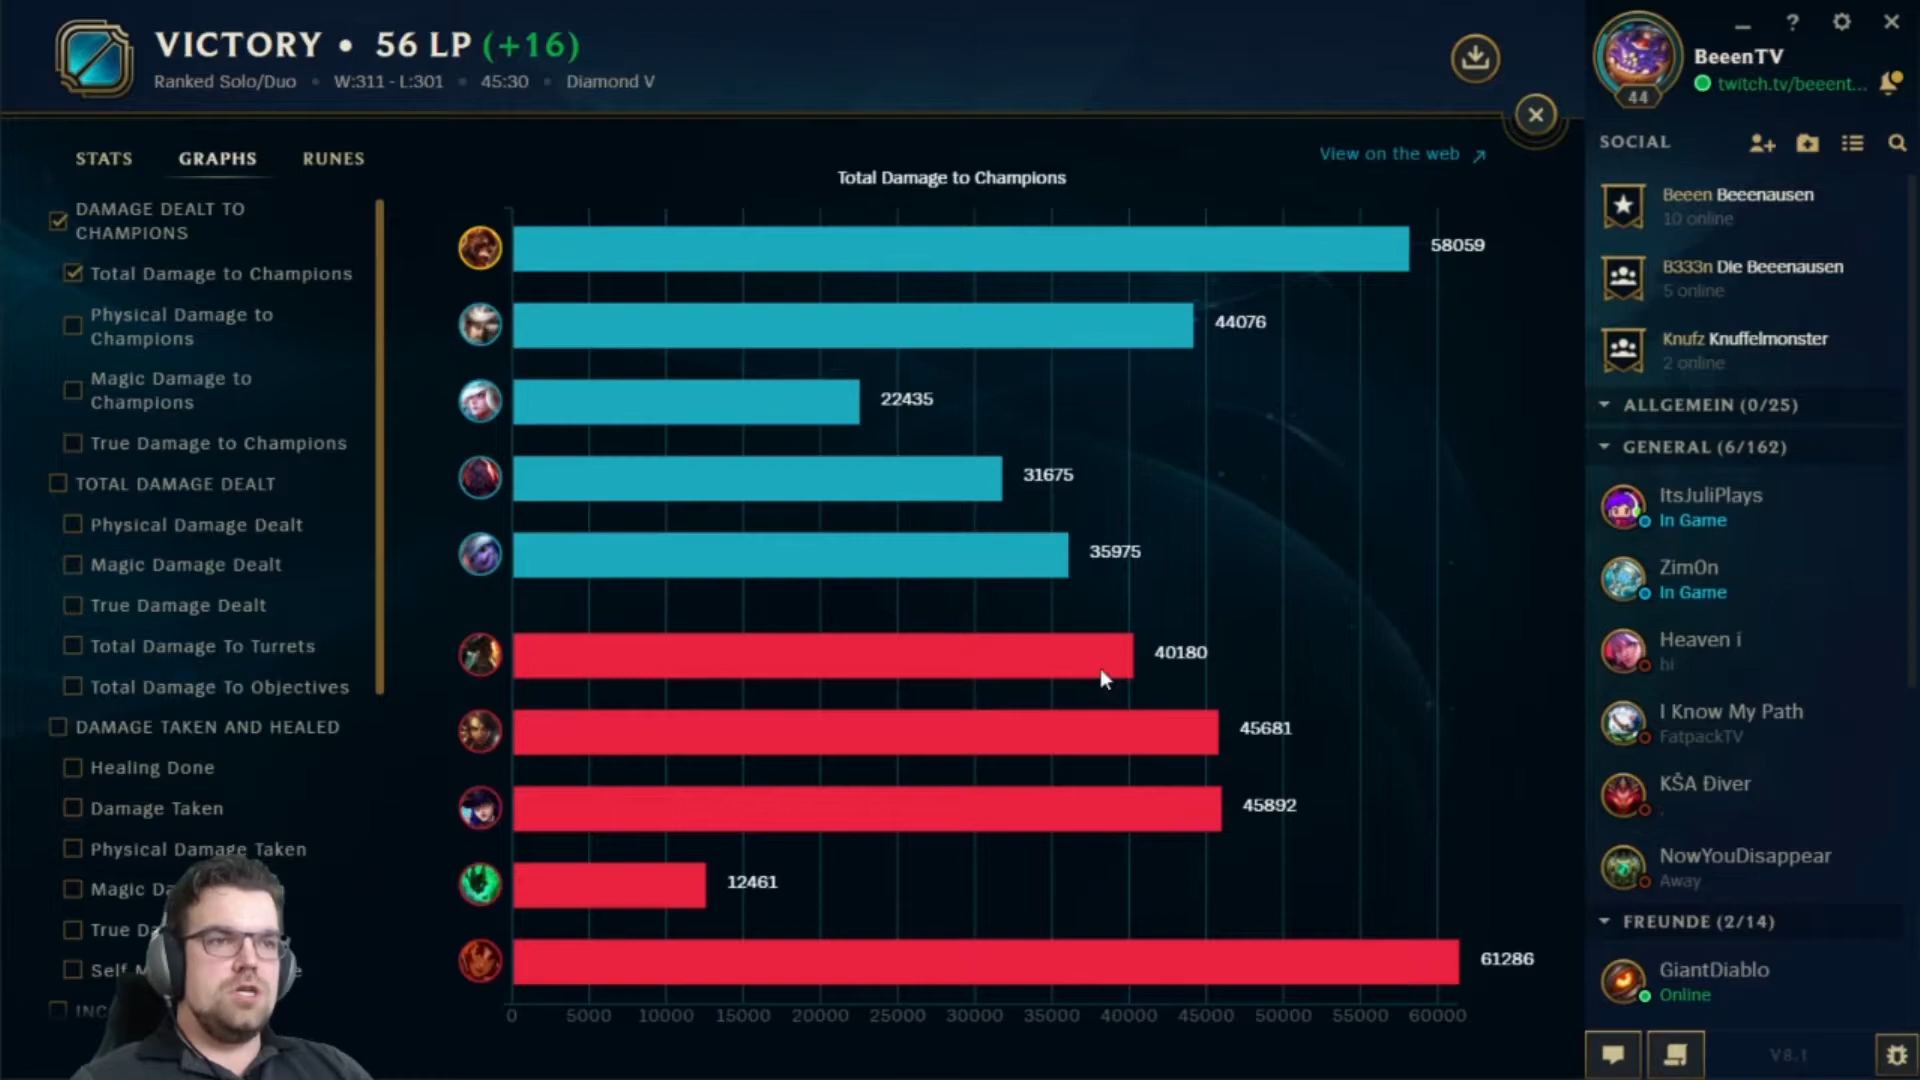 VICTORY • 56 LP (+16)
Ranked Solo/Duo • W:311 - L:301 • 45:30 • Diamond V
STATS
GRAPHS
RUNES
DAMAGE DEALT TO
CHAMPIONS
Total Damage to Champions
Physical Damage to
Champions
Magic Damage to
Champions
True Damage to Champions
TOTAL DAMAGE DEALT
Physical Damage Dealt
Magic Damage Dealt
True Damage Dealt
Total Damage To Turrets
Total Damage To Objectives
DAMAGE TAKEN AND HEALED
Healing Done
Damage Taken
Physical Damage Taken
Magic
True
Self
View on the web
Total Damage to Champions
58059
44076
22435
31675
35975
40180
45681
45892
12461
61286
0 5000 10000 15000 20000 25000 30000 35000 40000 45000 50000 55000 60000
?
44
BeeenTV
twitch.tv/beeent...
SOCIAL
Beeen Beeenausen
10 online
B333n Die Beeenausen
5 online
Knufz Knuffelmonster
2 online
ALLGEMEIN (0/25)
GENERAL (6/162)
ItsJuliPlays
In Game
Zim0n
In Game
Heaven i
hi
I Know My Path
FatpackTV
KŠA Điver
.
NowYouDisappear
Away
FREUNDE (2/14)
GiantDiablo
Online
V8.1